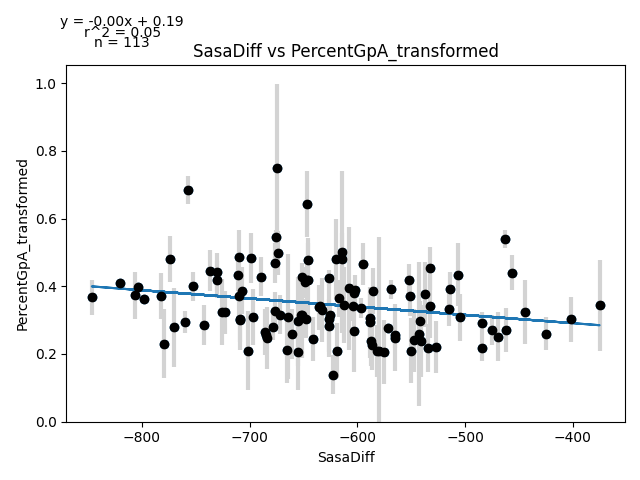 y = -0.00x + 0.19
r^2 = 0.05
n = 113
SasaDiff vs PercentGpA_transformed
1.0
0.8
0.6
0.4
0.2
0.0
PercentGpA_transformed
−800 −700 −600 −500 −400
SasaDiff